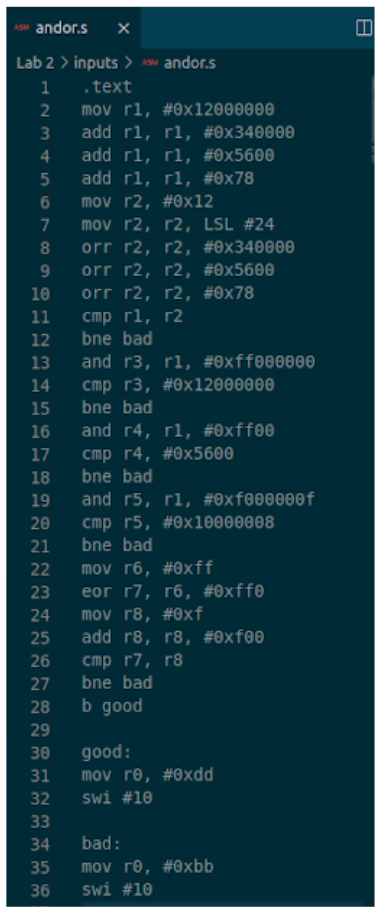 ASM andor.s ×
Lab 2 > inputs > ASM andor.s
1 .text
2 mov r1, #0x12000000
3 add r1, r1, #0x340000
4 add r1, r1, #0x5600
5 add r1, r1, #0x78
6 mov r2, #0x12
7 mov r2, r2, LSL #24
8 orr r2, r2, #0x340000
9 orr r2, r2, #0x5600
10 orr r2, r2, #0x78
11 cmp r1, r2
12 bne bad
13 and r3, r1, #0xff000000
14 cmp r3, #0x12000000
15 bne bad
16 and r4, r1, #0xff00
17 cmp r4, #0x5600
18 bne bad
19 and r5, r1, #0xf000000f
20 cmp r5, #0x10000008
21 bne bad
22 mov r6, #0xff
23 eor r7, r6, #0xff0
24 mov r8, #0xf
25 add r8, r8, #0xf00
26 cmp r7, r8
27 bne bad
28 b good
29
30 good:
31 mov r0, #0xdd
32 swi #10
33
34 bad:
35 mov r0, #0xbb
36 swi #10